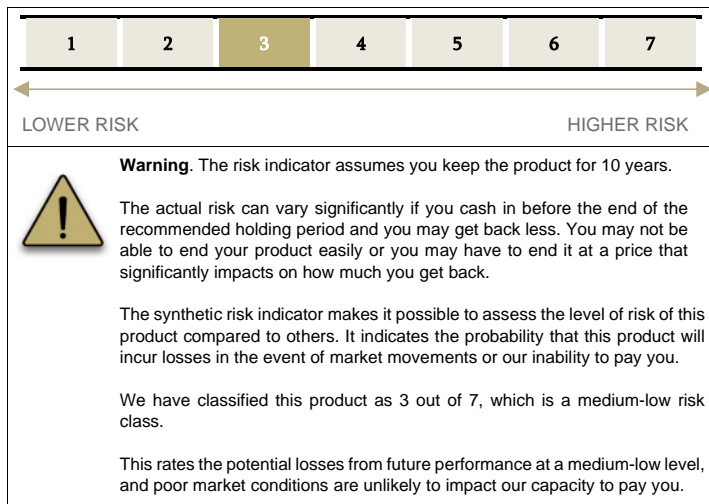 1 2 3 4 5 6 7
LOWER RISK HIGHER RISK
Warning. The risk indicator assumes you keep the product for 10 years.
The actual risk can vary significantly if you cash in before the end of the
recommended holding period and you may get back less. You may not be
able to end your product easily or you may have to end it at a price that
significantly impacts on how much you get back.
The synthetic risk indicator makes it possible to assess the level of risk of this
product compared to others. It indicates the probability that this product will
incur losses in the event of market movements or our inability to pay you.
We have classified this product as 3 out of 7, which is a medium-low risk
class.
This rates the potential losses from future performance at a medium-low level,
and poor market conditions are unlikely to impact our capacity to pay you.